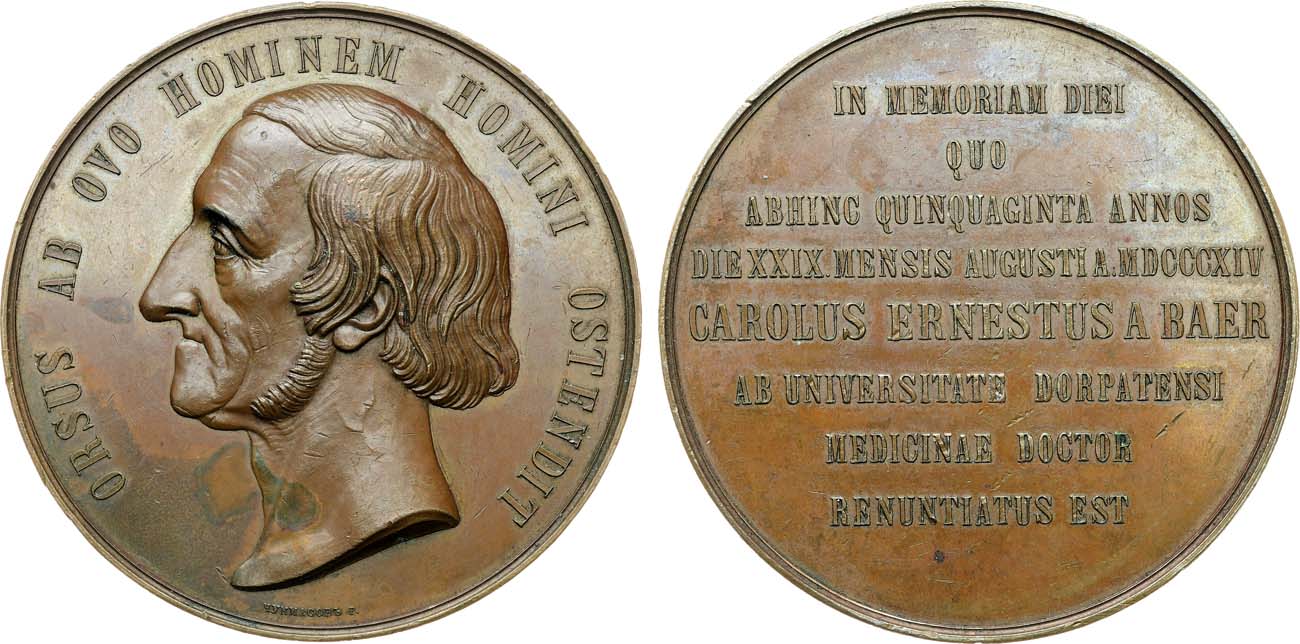 ORSUS AB OVO HOMINEM HOMINI OSTENDIT
IN MEMORIAM DIEI
QUO
ABHINC QUINQUAGINTA ANNOS
DIE XXIX. MENSIS AUGUSTI A. MDCCCXIV
CAROLUS ERNESTUS A BAER
AB UNIVERSITATE DORPATENSI
MEDICINAE DOCTOR
RENUNTIATUS EST